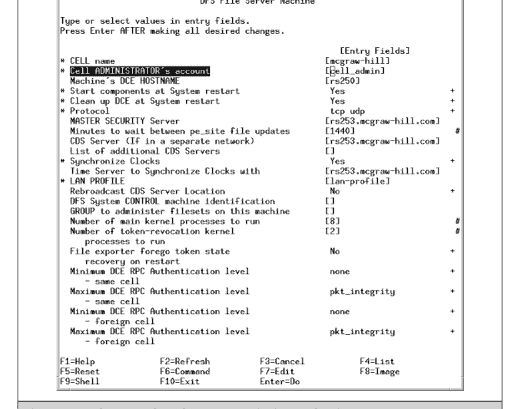 DFS File Server Machine
Type or select values in entry fields.
Press Enter AFTER making all desired changes.
[Entry Fields]
* CELL name [mcgraw-hill]
* Cell ADMINISTRATOR's account [cell_admin]
Machine's DCE HOSTNAME [rs250]
* Start components at System restart Yes +
* Clean up DCE at System restart Yes +
* Protocol tcp udp +
MASTER SECURITY Server [rs253.mcgraw-hill.com]
Minutes to wait between pe_site file updates [1440] #
CDS Server (If in a separate network) [rs253.mcgraw-hill.com]
List of additional CDS Servers []
* Synchronize Clocks Yes +
Time Server to Synchronize Clocks with [rs253.mcgraw-hill.com]
* LAN PROFILE [lan-profile]
Rebroadcast CDS Server Location No +
DFS System CONTROL machine identification []
GROUP to administer filesets on this machine []
Number of main kernel processes to run [8] #
Number of token-revocation kernel [2] #
processes to run
File exporter forego token state No +
recovery on restart
Minimum DCE RPC Authentication level none +
- same cell
Maximum DCE RPC Authentication level pkt_integrity +
- same cell
Minimum DCE RPC Authentication level none +
- foreign cell
Maximum DCE RPC Authentication level pkt_integrity +
- foreign cell
F1=Help F2=Refresh F3=Cancel F4=List
F5=Reset F6=Command F7=Edit F8=Image
F9=Shell F10=Exit Enter=Do